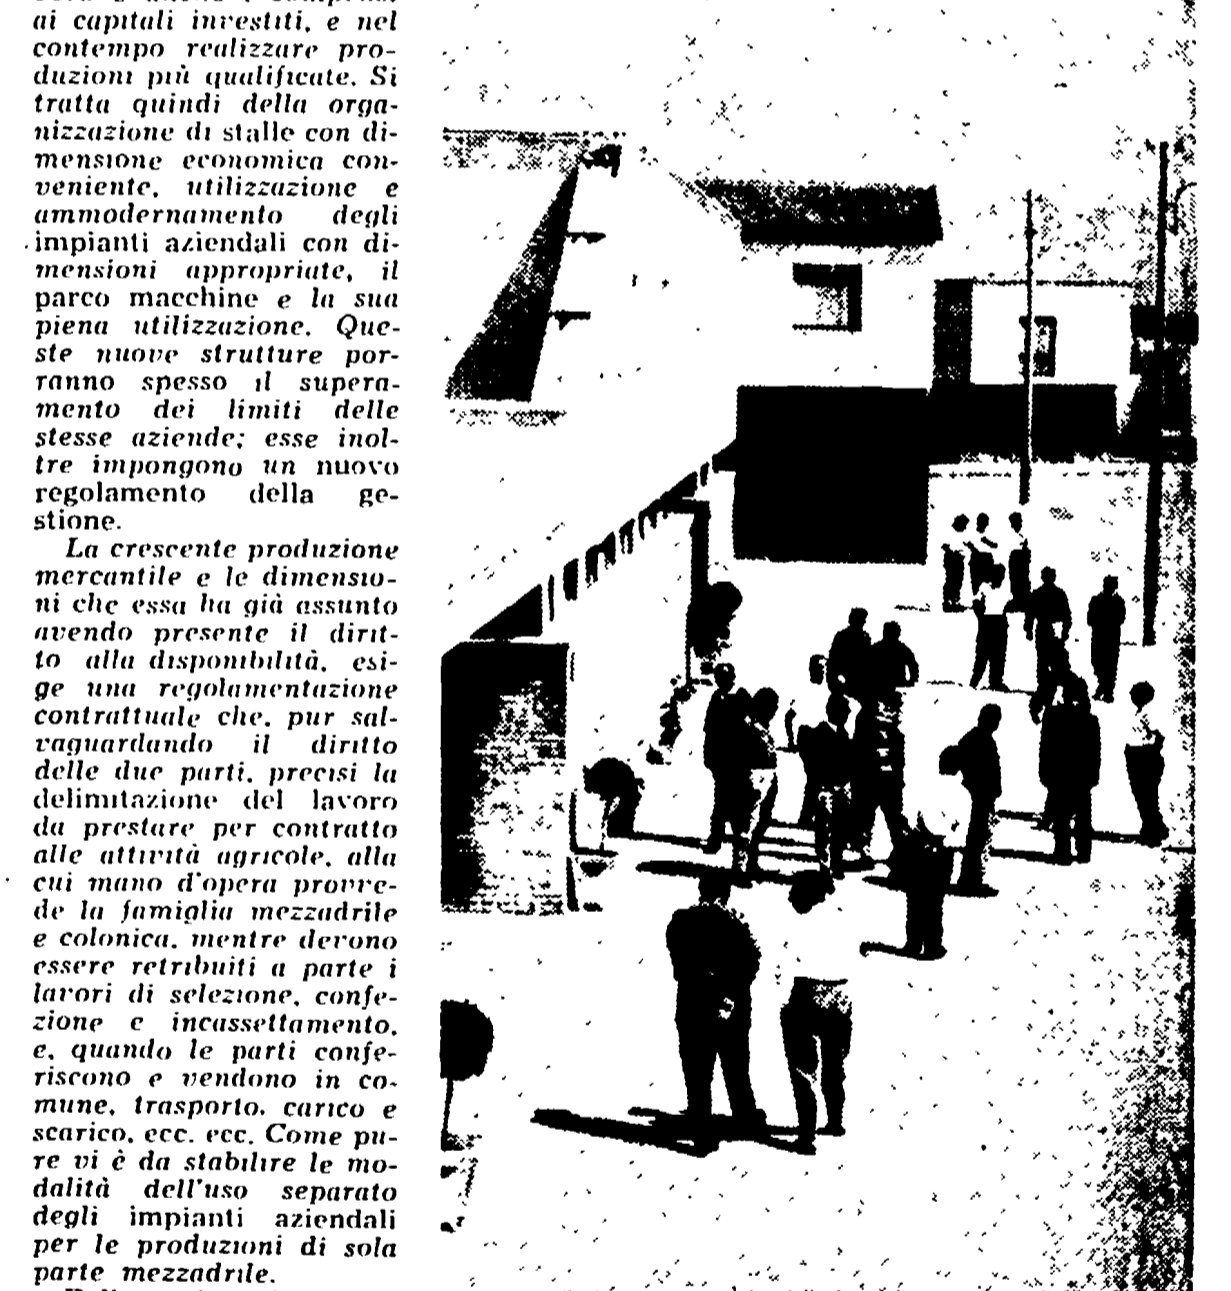 ai capitali investiti, e nel
contempo realizzare pro-
duzioni più qualificate. Si
tratta quindi della orga-
nizzazione di stalle con di-
mensione economica con-
veniente, utilizzazione e
ammodernamento degli
impianti aziendali con di-
mensioni appropriate, il
parco macchine e la sua
piena utilizzazione. Que-
ste nuove strutture por-
ranno spesso il supera-
mento dei limiti delle
stesse aziende; esse inol-
tre impongono un nuovo
regolamento della ge-
stione.
La crescente produzione
mercantile e le dimensio-
ni che essa ha già assunto
avendo presente il dirit-
to alla disponibilità, esi-
ge una regolamentazione
contrattuale che, pur sal-
vaguardando il diritto
delle due parti, precisi la
delimitazione del lavoro
da prestare per contratto
alle attività agricole, alla
cui mano d'opera provve-
de la famiglia mezzadrile
e colonica, mentre devono
essere retribuiti a parte i
lavori di selezione, confe-
zione e incassettamento,
e, quando le parti confe-
riscono e vendono in co-
mune, trasporto, carico e
scarico, ecc. ecc. Come pu-
re vi è da stabilire le mo-
dalità dell'uso separato
degli impianti aziendali
per le produzioni di sola
parte mezzadrile.